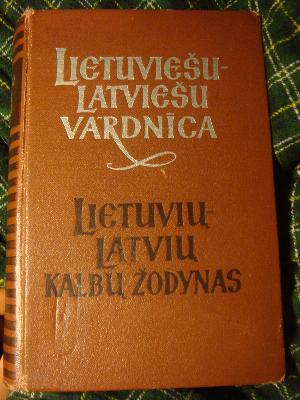 LIETUVIEŠU-
LATVIEŠU
VĀRDNĪCA
LIETUVIŲ-
LATVIŲ
KALBŲ ŽODYNAS